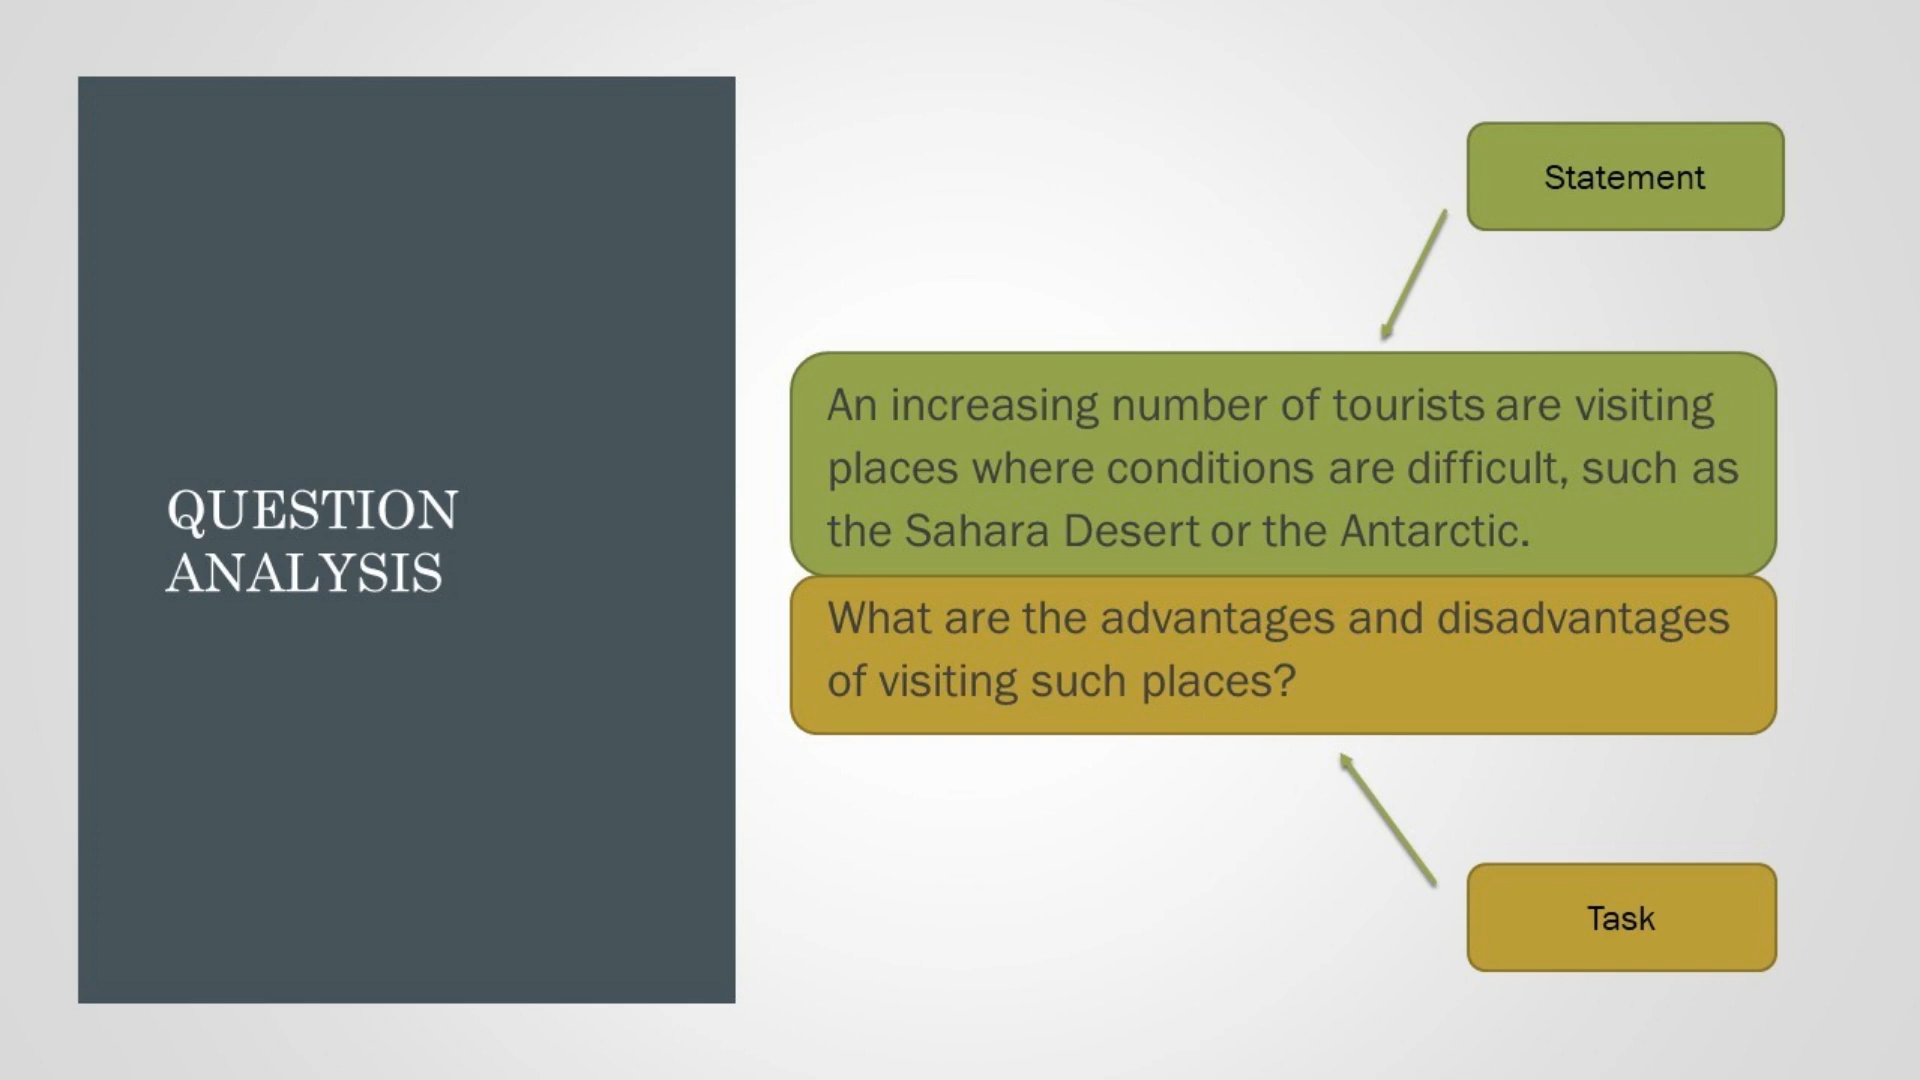 QUESTION
ANALYSIS
Statement
An increasing number of tourists are visiting
places where conditions are difficult, such as
the Sahara Desert or the Antarctic.
What are the advantages and disadvantages
of visiting such places?
Task